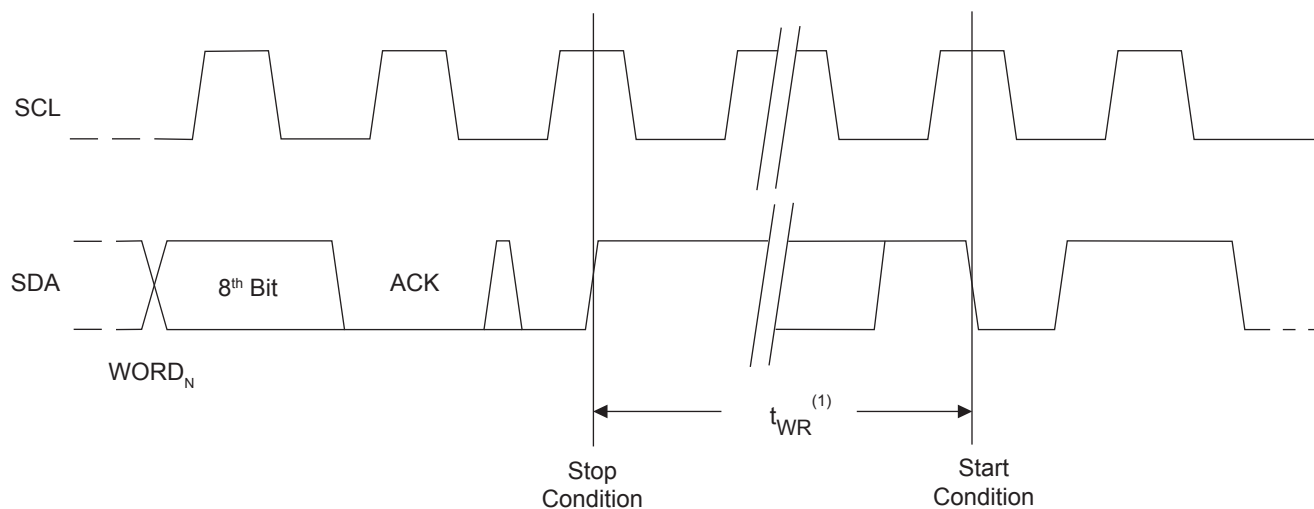 SCL
SDA
8th Bit
ACK
WORDN
tWR(1)
Stop
Condition
Start
Condition